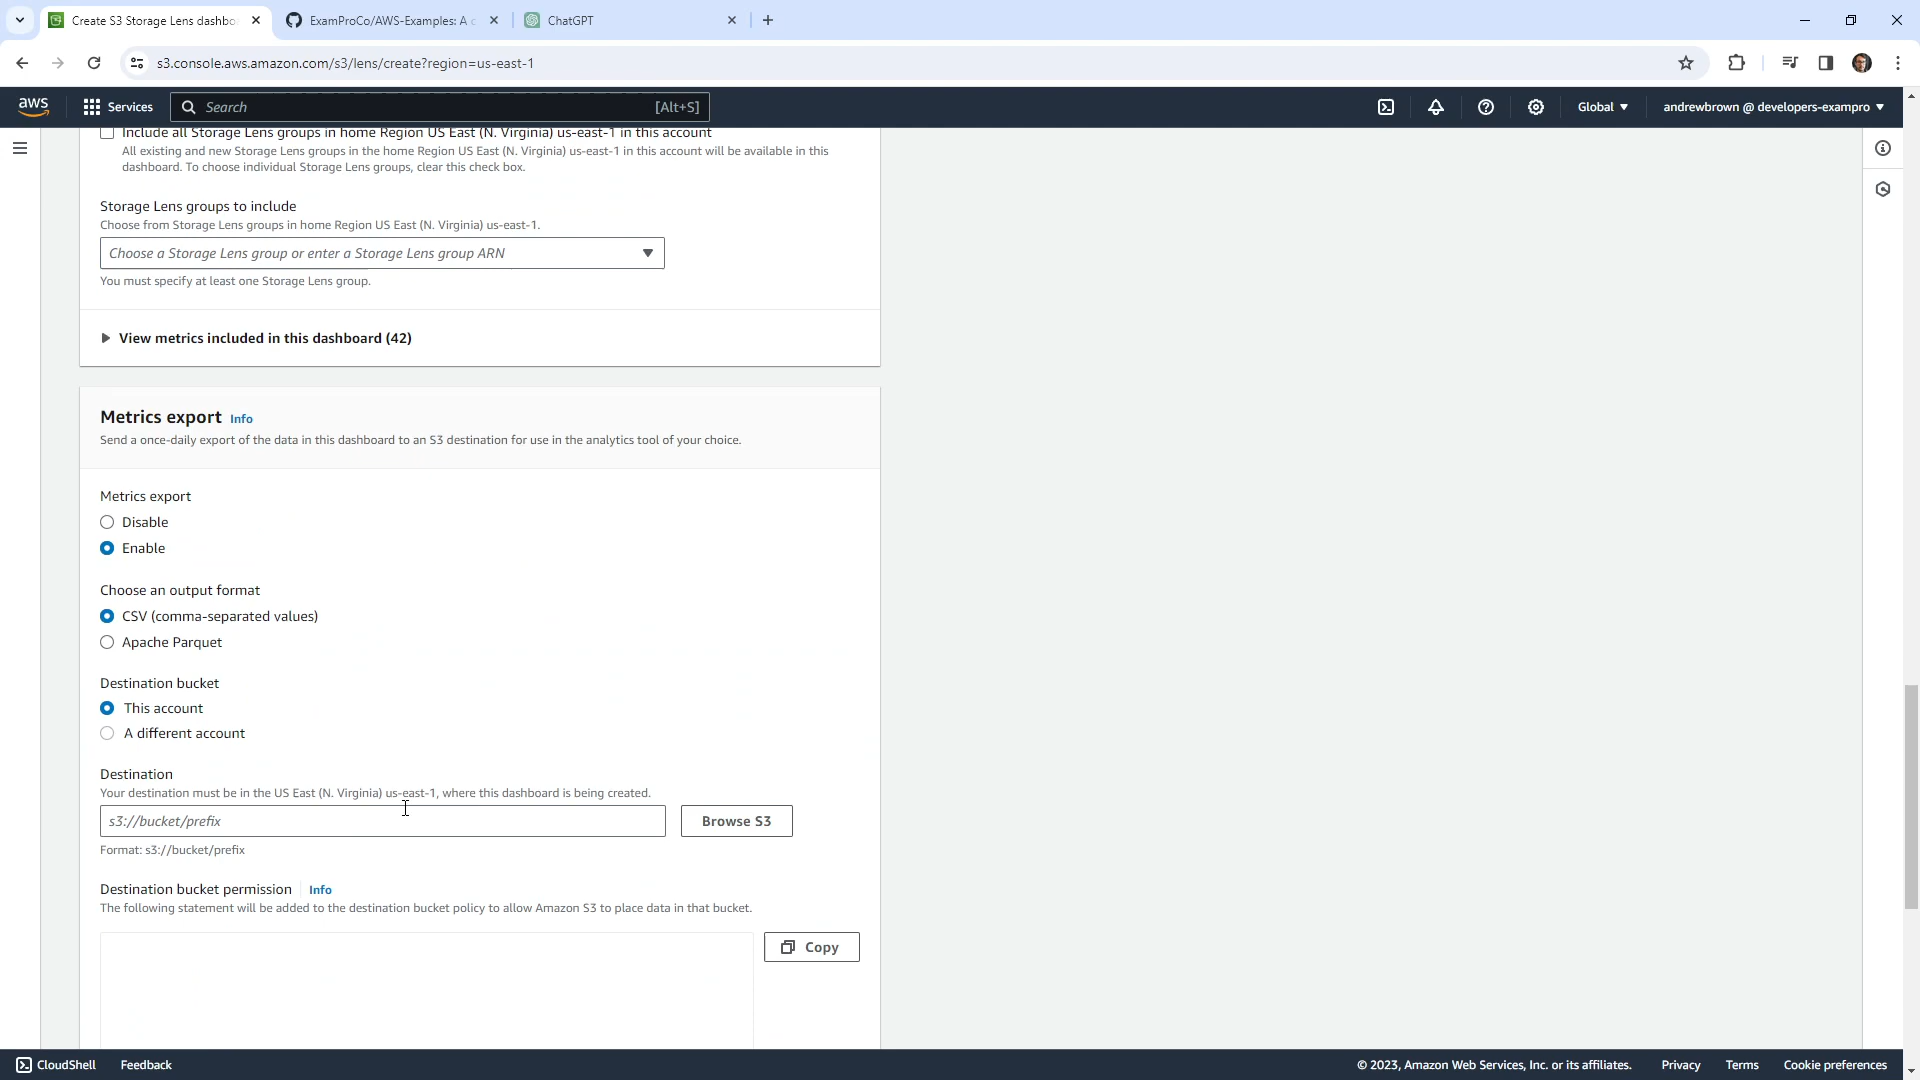 Create S3 Storage Lens dashbo
ExamProCo/AWS-Examples: A c
ChatGPT
s3.console.aws.amazon.com/s3/lens/create?region=us-east-1
aws
Services
Search
[Alt+S]
Global
andrewbrown @ developers-exampro
Include all Storage Lens groups in home Region US East (N. Virginia) us-east-1 in this account
All existing and new Storage Lens groups in the home Region US East (N. Virginia) us-east-1 in this account will be available in this
dashboard. To choose individual Storage Lens groups, clear this check box.
Storage Lens groups to include
Choose from Storage Lens groups in home Region US East (N. Virginia) us-east-1.
Choose a Storage Lens group or enter a Storage Lens group ARN
You must specify at least one Storage Lens group.
View metrics included in this dashboard (42)
Metrics export Info
Send a once-daily export of the data in this dashboard to an S3 destination for use in the analytics tool of your choice.
Metrics export
Disable
Enable
Choose an output format
CSV (comma-separated values)
Apache Parquet
Destination bucket
This account
A different account
Destination
Your destination must be in the US East (N. Virginia) us-east-1, where this dashboard is being created.
s3://bucket/prefix
Browse S3
Format: s3://bucket/prefix
Destination bucket permission Info
The following statement will be added to the destination bucket policy to allow Amazon S3 to place data in that bucket.
Copy
CloudShell
Feedback
© 2023, Amazon Web Services, Inc. or its affiliates.
Privacy
Terms
Cookie preferences